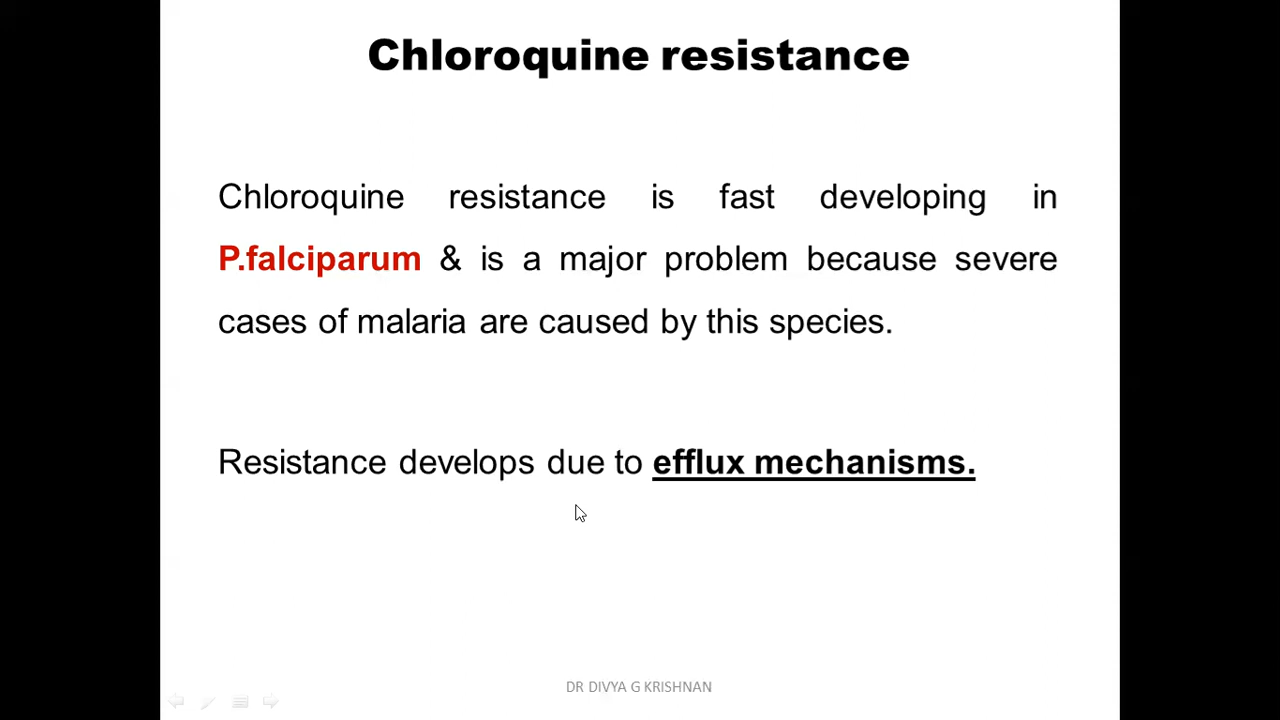 Chloroquine resistance
Chloroquine resistance is fast developing in
P.falciparum & is a major problem because severe
cases of malaria are caused by this species.
Resistance develops due to efflux mechanisms.
DR DIVYA G KRISHNAN